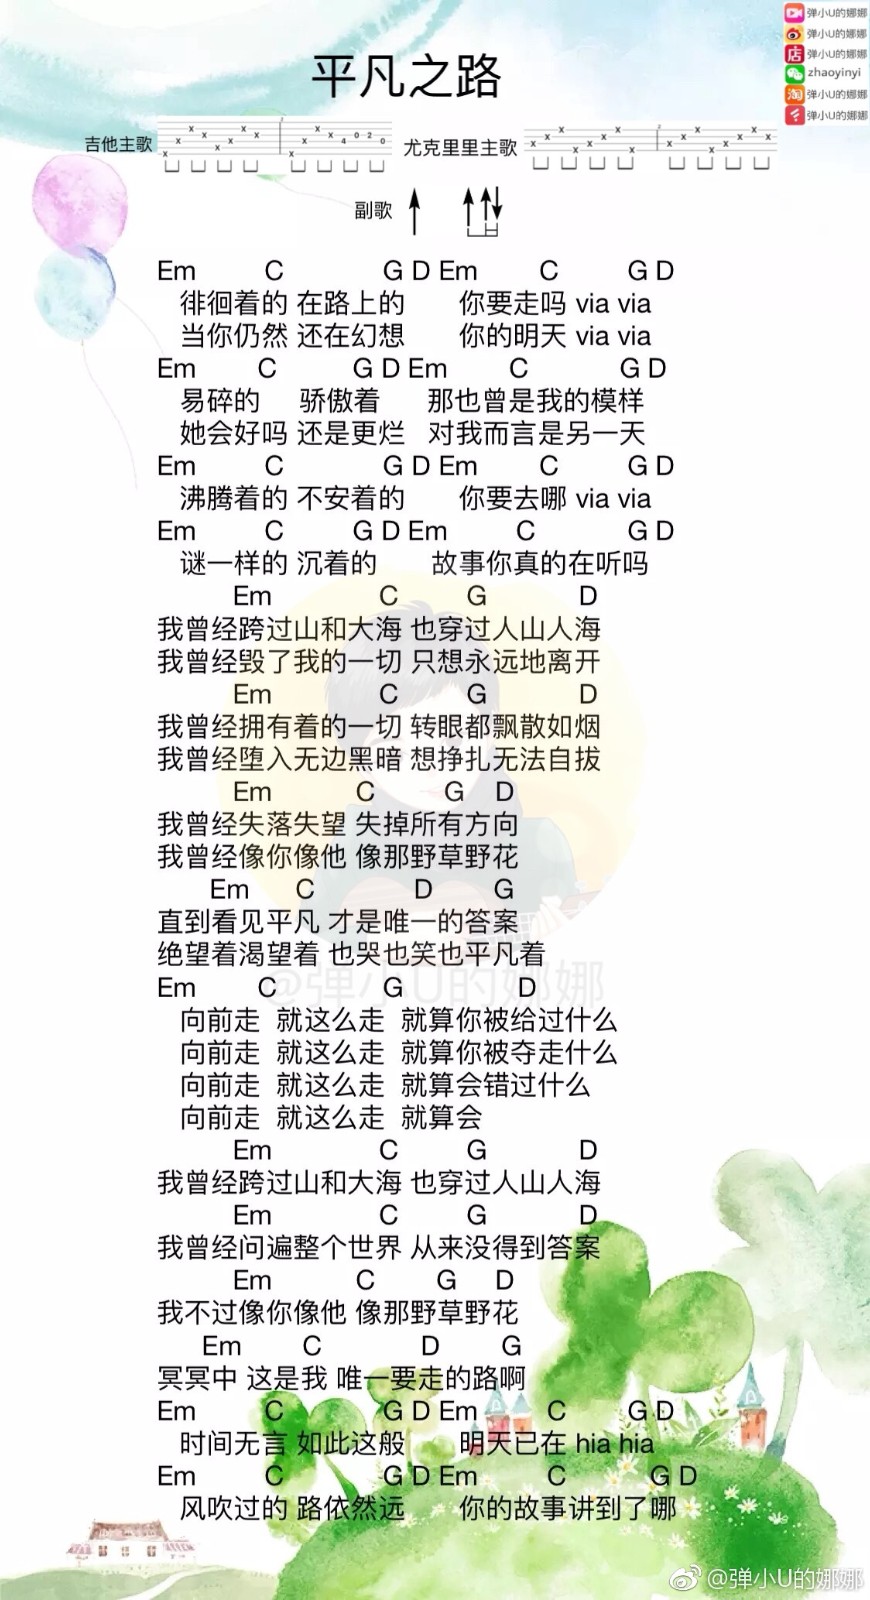 弹小U的娜娜
弹小U的娜娜
弹小U的娜娜
zhaoyinyi
弹小U的娜娜
弹小U的娜娜
平凡之路
吉他主歌 尤克里里主歌
副歌
Em C G D Em C G D
徘徊着的 在路上的 你要走吗 via via
当你仍然 还在幻想 你的明天 via via
Em C G D Em C G D
易碎的 骄傲着 那也曾是我的模样
她会好吗 还是更烂 对我而言是另一天
Em C G D Em C G D
沸腾着的 不安着的 你要去哪 via via
Em C G D Em C G D
谜一样的 沉着的 故事你真的在听吗
Em C G D
我曾经跨过山和大海 也穿过人山人海
我曾经毁了我的一切 只想永远地离开
Em C G D
我曾经拥有着的一切 转眼都飘散如烟
我曾经堕入无边黑暗 想挣扎无法自拔
Em C G D
我曾经失落失望 失掉所有方向
我曾经像你像他 像那野草野花
Em C D G
直到看见平凡 才是唯一的答案
绝望着渴望着 也哭也笑也平凡着
@弹小U的娜娜
Em C G D
向前走 就这么走 就算你被给过什么
向前走 就这么走 就算你被夺走什么
向前走 就这么走 就算会错过什么
向前走 就这么走 就算会
Em C G D
我曾经跨过山和大海 也穿过人山人海
Em C G D
我曾经问遍整个世界 从来没得到答案
Em C G D
我不过像你像他 像那野草野花
Em C D G
冥冥中 这是我 唯一要走的路啊
Em C G D Em C G D
时间无言 如此这般 明天已在 hia hia
Em C G D Em C G D
风吹过的 路依然远 你的故事讲到了哪
@弹小U的娜娜